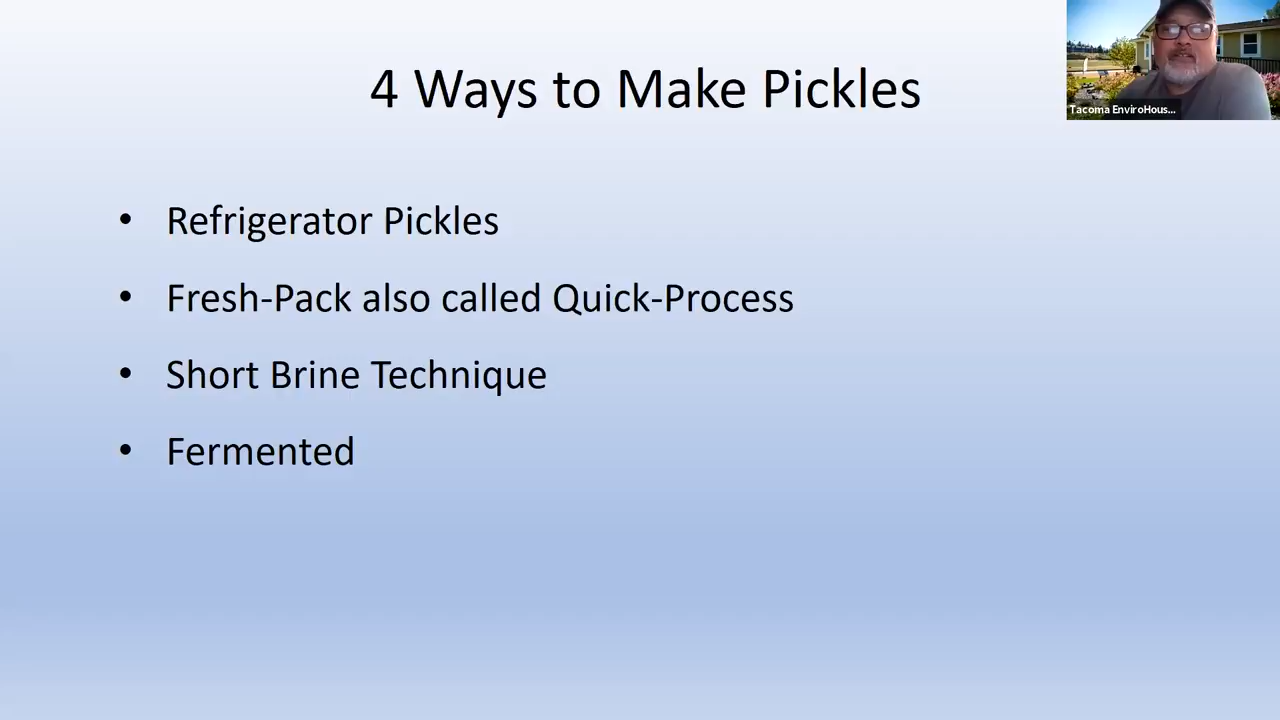 4 Ways to Make Pickles
Tacoma EnviroHous...
• Refrigerator Pickles
• Fresh-Pack also called Quick-Process
• Short Brine Technique
• Fermented